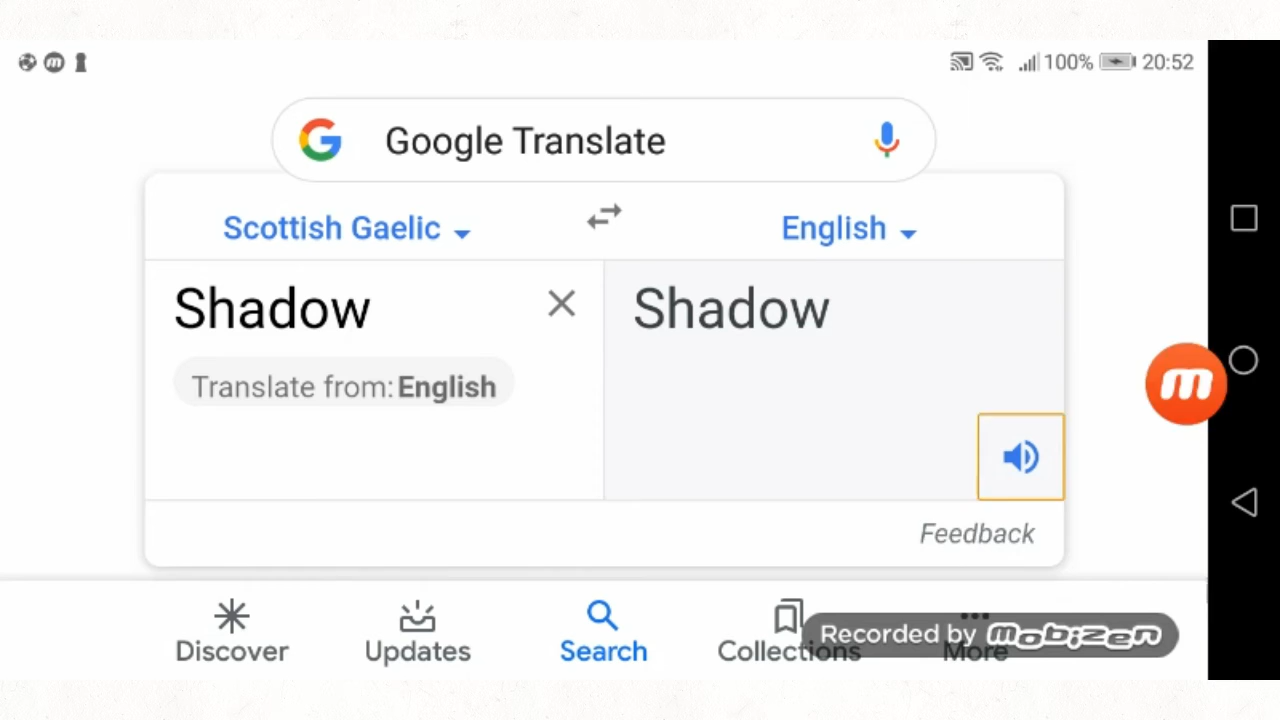 100% 20:52
Google Translate
Scottish Gaelic English
Shadow Shadow
Translate from: English
Feedback
Discover Updates Search Collections More
Recorded by mobizen